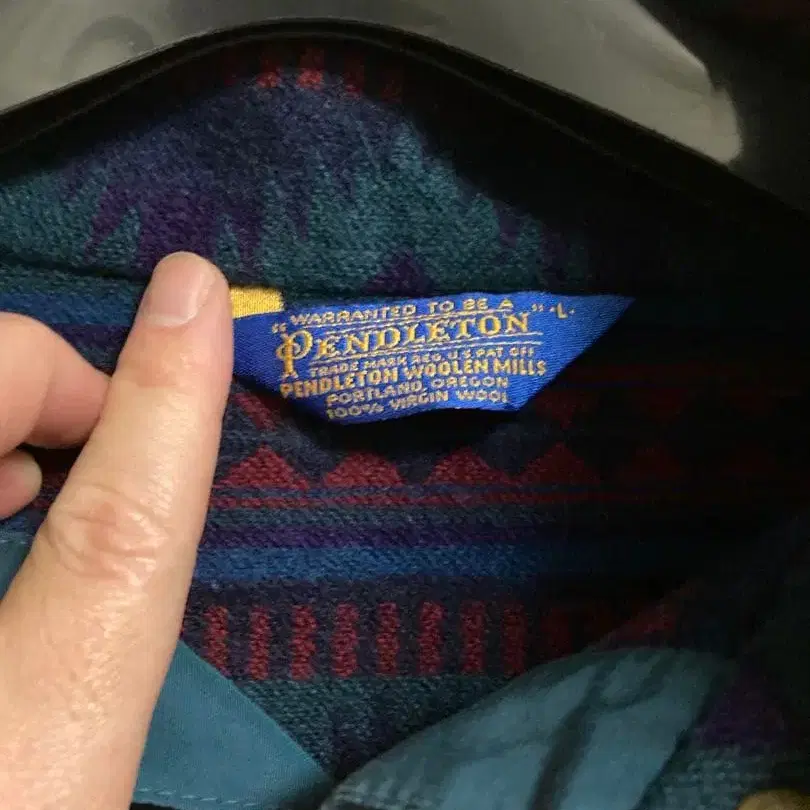 WARRANTED TO BE A
"PENDLETON" -L-
TRADE MARK REG. U.S. PAT. OFF
PENDLETON WOOLEN MILLS
PORTLAND, OREGON
100% VIRGIN WOOL